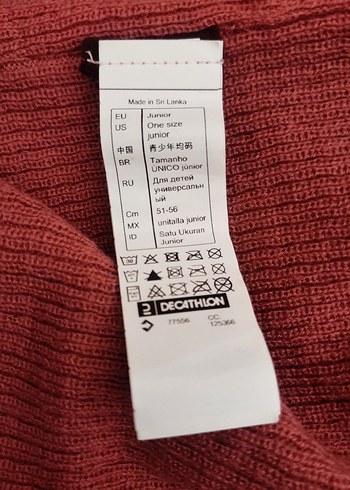 Made in Sri Lanka
EU Junior
US One size
junior
中国 青少年均码
BR Tamanho
ÚNICO júnior
RU Для детей
универсальн
ый
Cm 51-56
MX unitalla junior
ID Satu Ukuran
Junior
30
DECATHLON
77556 CC.
125366